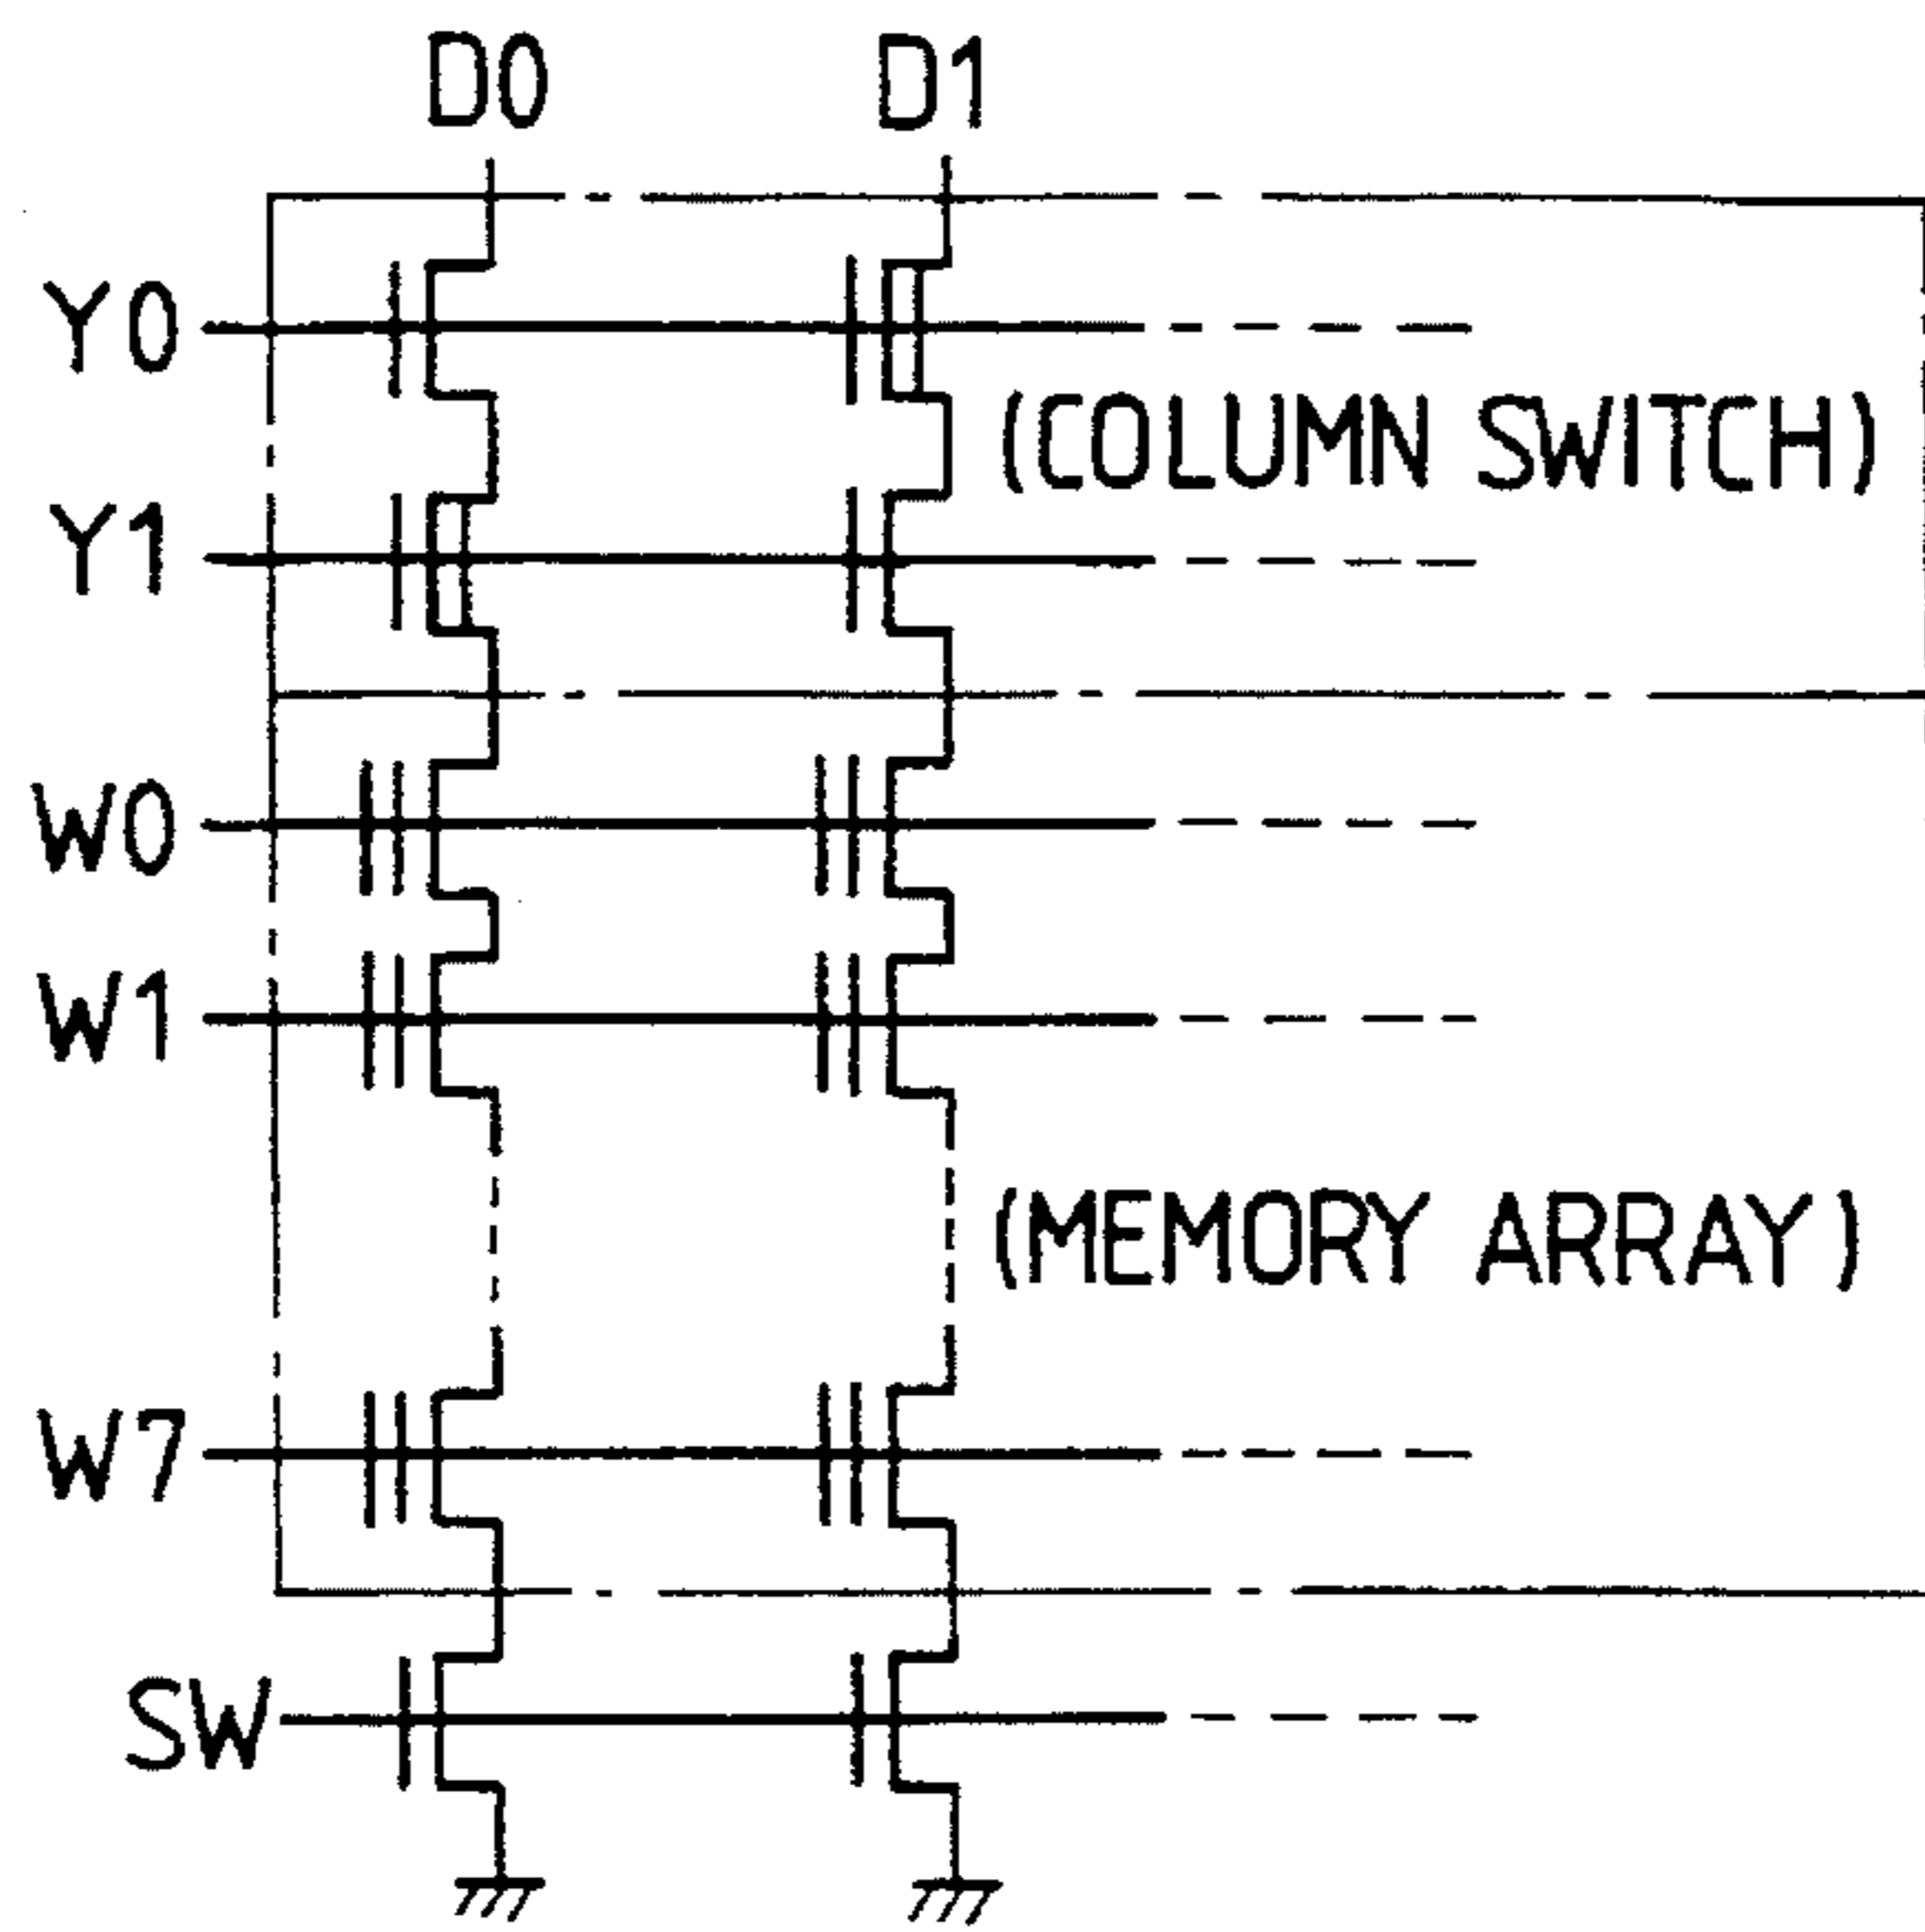 D0 D1
Y0
(COLUMN SWITCH)
Y1
W0
W1
(MEMORY ARRAY)
W7
SW